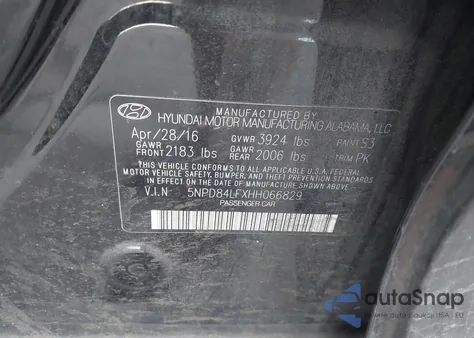 MANUFACTURED BY
HYUNDAI MOTOR MANUFACTURING ALABAMA, LLC
Apr/28/16 GVWR 3924 lbs PAINT S3
GAWR FRONT 2183 lbs GAWR REAR 2006 lbs TRIM PK
THIS VEHICLE CONFORMS TO ALL APPLICABLE U.S.A. FEDERAL
MOTOR VEHICLE SAFETY, BUMPER, AND THEFT PREVENTION STANDARDS
IN EFFECT ON THE DATE OF MANUFACTURE SHOWN ABOVE.
V.I.N 5NPD84LFXHH066829
PASSENGER CAR
autoSnap